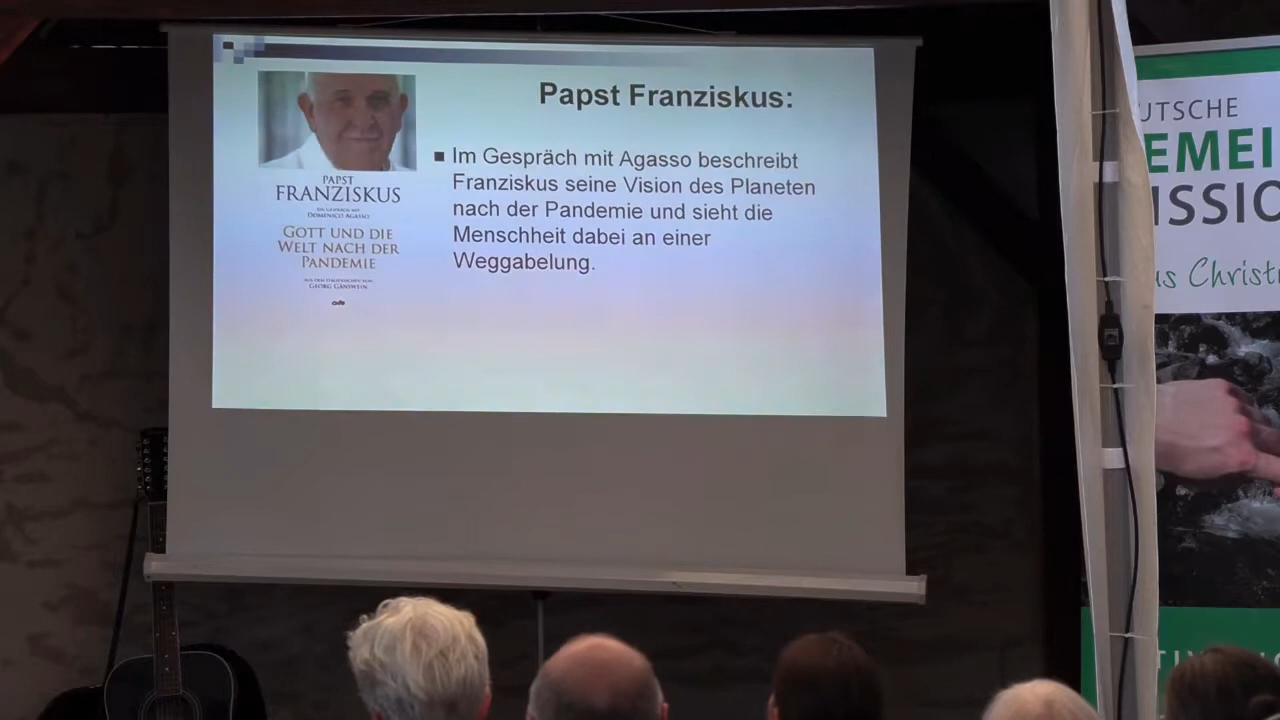 Papst Franziskus:
■ Im Gespräch mit Agasso beschreibt
Franziskus seine Vision des Planeten
nach der Pandemie und sieht die
Menschheit dabei an einer
Weggabelung.
PAPST
FRANZISKUS
EIN GESPRÄCH MIT
DOMENICO AGASSO
GOTT UND DIE
WELT NACH DER
PANDEMIE
AUS DEM ITALIENISCHEN VON
GEORG GÄNSWEIN
UTSCHE
EMEI
ISSIO
us Christu